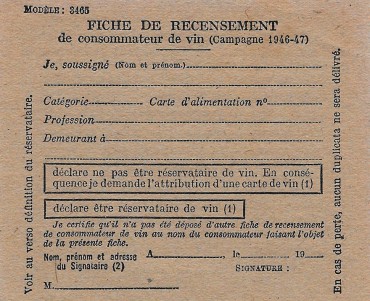 MODÈLE : 3465
FICHE DE RECENSEMENT
de consommateur de vin (Campagne 1946-47)
Je, soussigné (Nom et prénom)
Catégorie Carte d'alimentation nº
Profession
Demeurant à
déclare ne pas être réservataire de vin. En consé-
quence je demande l'attribution d'une carte de vin (1)
déclare être réservataire de vin (1)
Je certifie qu'il n'a pas été déposé d'autre fiche de recensement
de consommateur de vin au nom du consommateur faisant l'objet
de la présente fiche.
Nom, prénom et adresse
du Signataire (2)
A le 19
SIGNATURE :
M
Voir au verso définition du réservataire.
En cas de perte, aucun duplicata ne sera délivré.